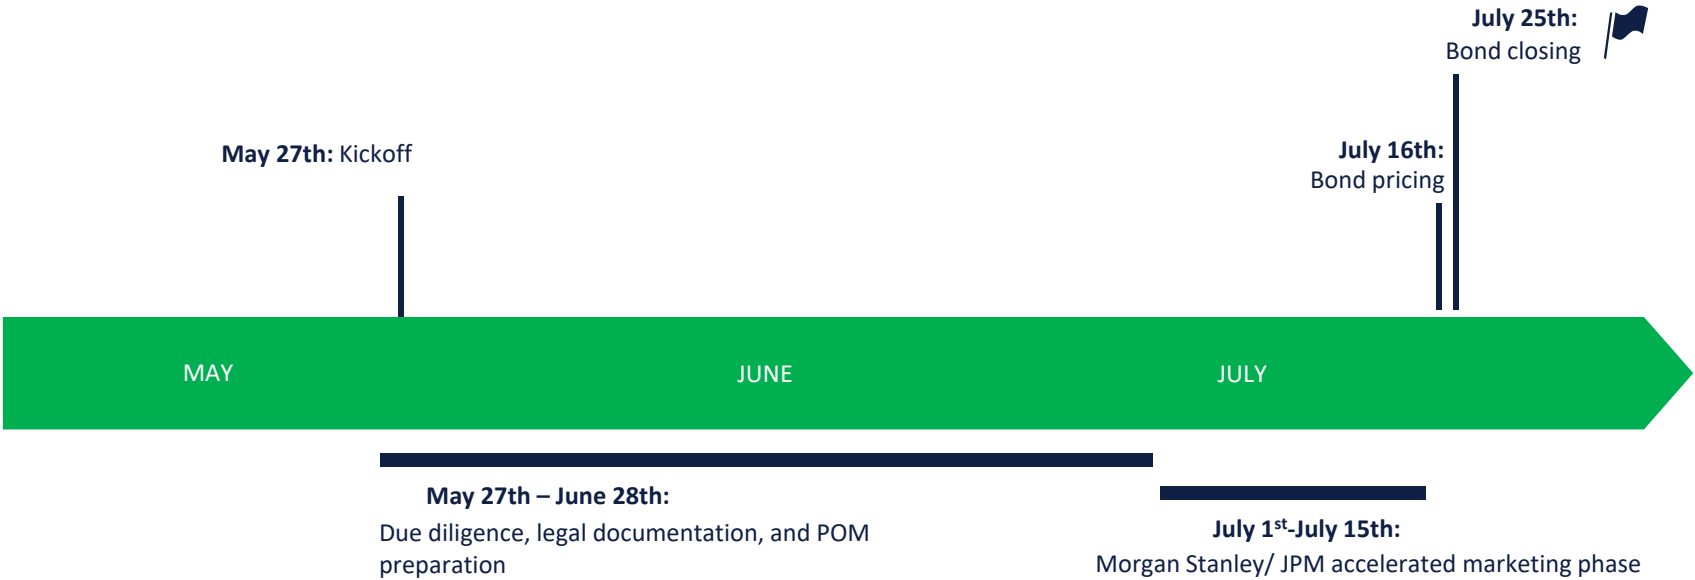 July 25th:
Bond closing
May 27th: Kickoff
July 16th:
Bond pricing
MAY
JUNE
JULY
May 27th – June 28th:
Due diligence, legal documentation, and POM
preparation
July 1st-July 15th:
Morgan Stanley/ JPM accelerated marketing phase